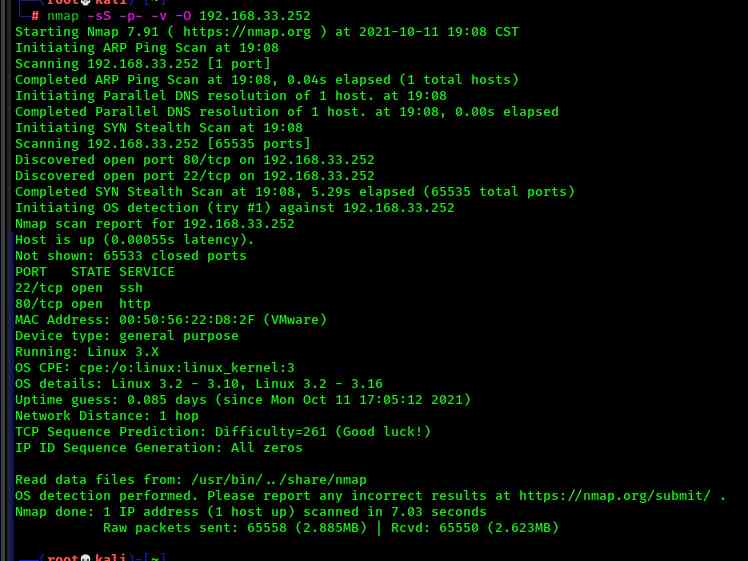 root💀kali
└─# nmap -sS -p- -v -O 192.168.33.252
Starting Nmap 7.91 ( https://nmap.org ) at 2021-10-11 19:08 CST
Initiating ARP Ping Scan at 19:08
Scanning 192.168.33.252 [1 port]
Completed ARP Ping Scan at 19:08, 0.04s elapsed (1 total hosts)
Initiating Parallel DNS resolution of 1 host. at 19:08
Completed Parallel DNS resolution of 1 host. at 19:08, 0.00s elapsed
Initiating SYN Stealth Scan at 19:08
Scanning 192.168.33.252 [65535 ports]
Discovered open port 80/tcp on 192.168.33.252
Discovered open port 22/tcp on 192.168.33.252
Completed SYN Stealth Scan at 19:08, 5.29s elapsed (65535 total ports)
Initiating OS detection (try #1) against 192.168.33.252
Nmap scan report for 192.168.33.252
Host is up (0.00055s latency).
Not shown: 65533 closed ports
PORT   STATE SERVICE
22/tcp open  ssh
80/tcp open  http
MAC Address: 00:50:56:22:D8:2F (VMware)
Device type: general purpose
Running: Linux 3.X
OS CPE: cpe:/o:linux:linux_kernel:3
OS details: Linux 3.2 - 3.10, Linux 3.2 - 3.16
Uptime guess: 0.085 days (since Mon Oct 11 17:05:12 2021)
Network Distance: 1 hop
TCP Sequence Prediction: Difficulty=261 (Good luck!)
IP ID Sequence Generation: All zeros
Read data files from: /usr/bin/../share/nmap
OS detection performed. Please report any incorrect results at https://nmap.org/submit/ .
Nmap done: 1 IP address (1 host up) scanned in 7.03 seconds
Raw packets sent: 65558 (2.885MB) | Rcvd: 65550 (2.623MB)
(root💀kali)-[~]